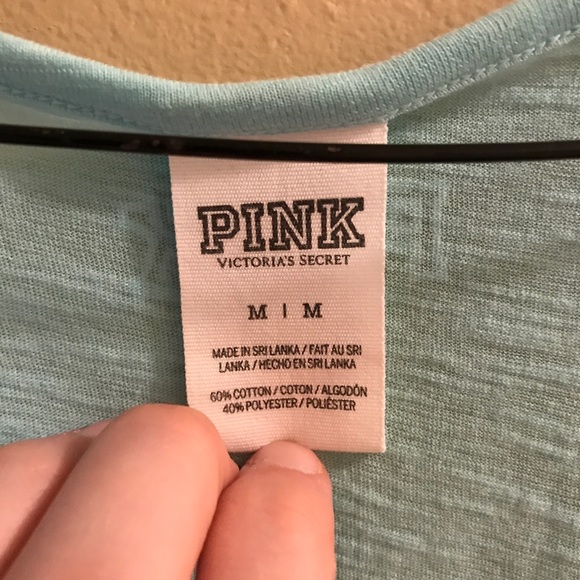 PINK
VICTORIA'S SECRET
M | M
MADE IN SRI LANKA / FAIT AU SRI
LANKA / HECHO EN SRI LANKA
60% COTTON / COTON / ALGODÓN
40% POLYESTER / POLIÉSTER